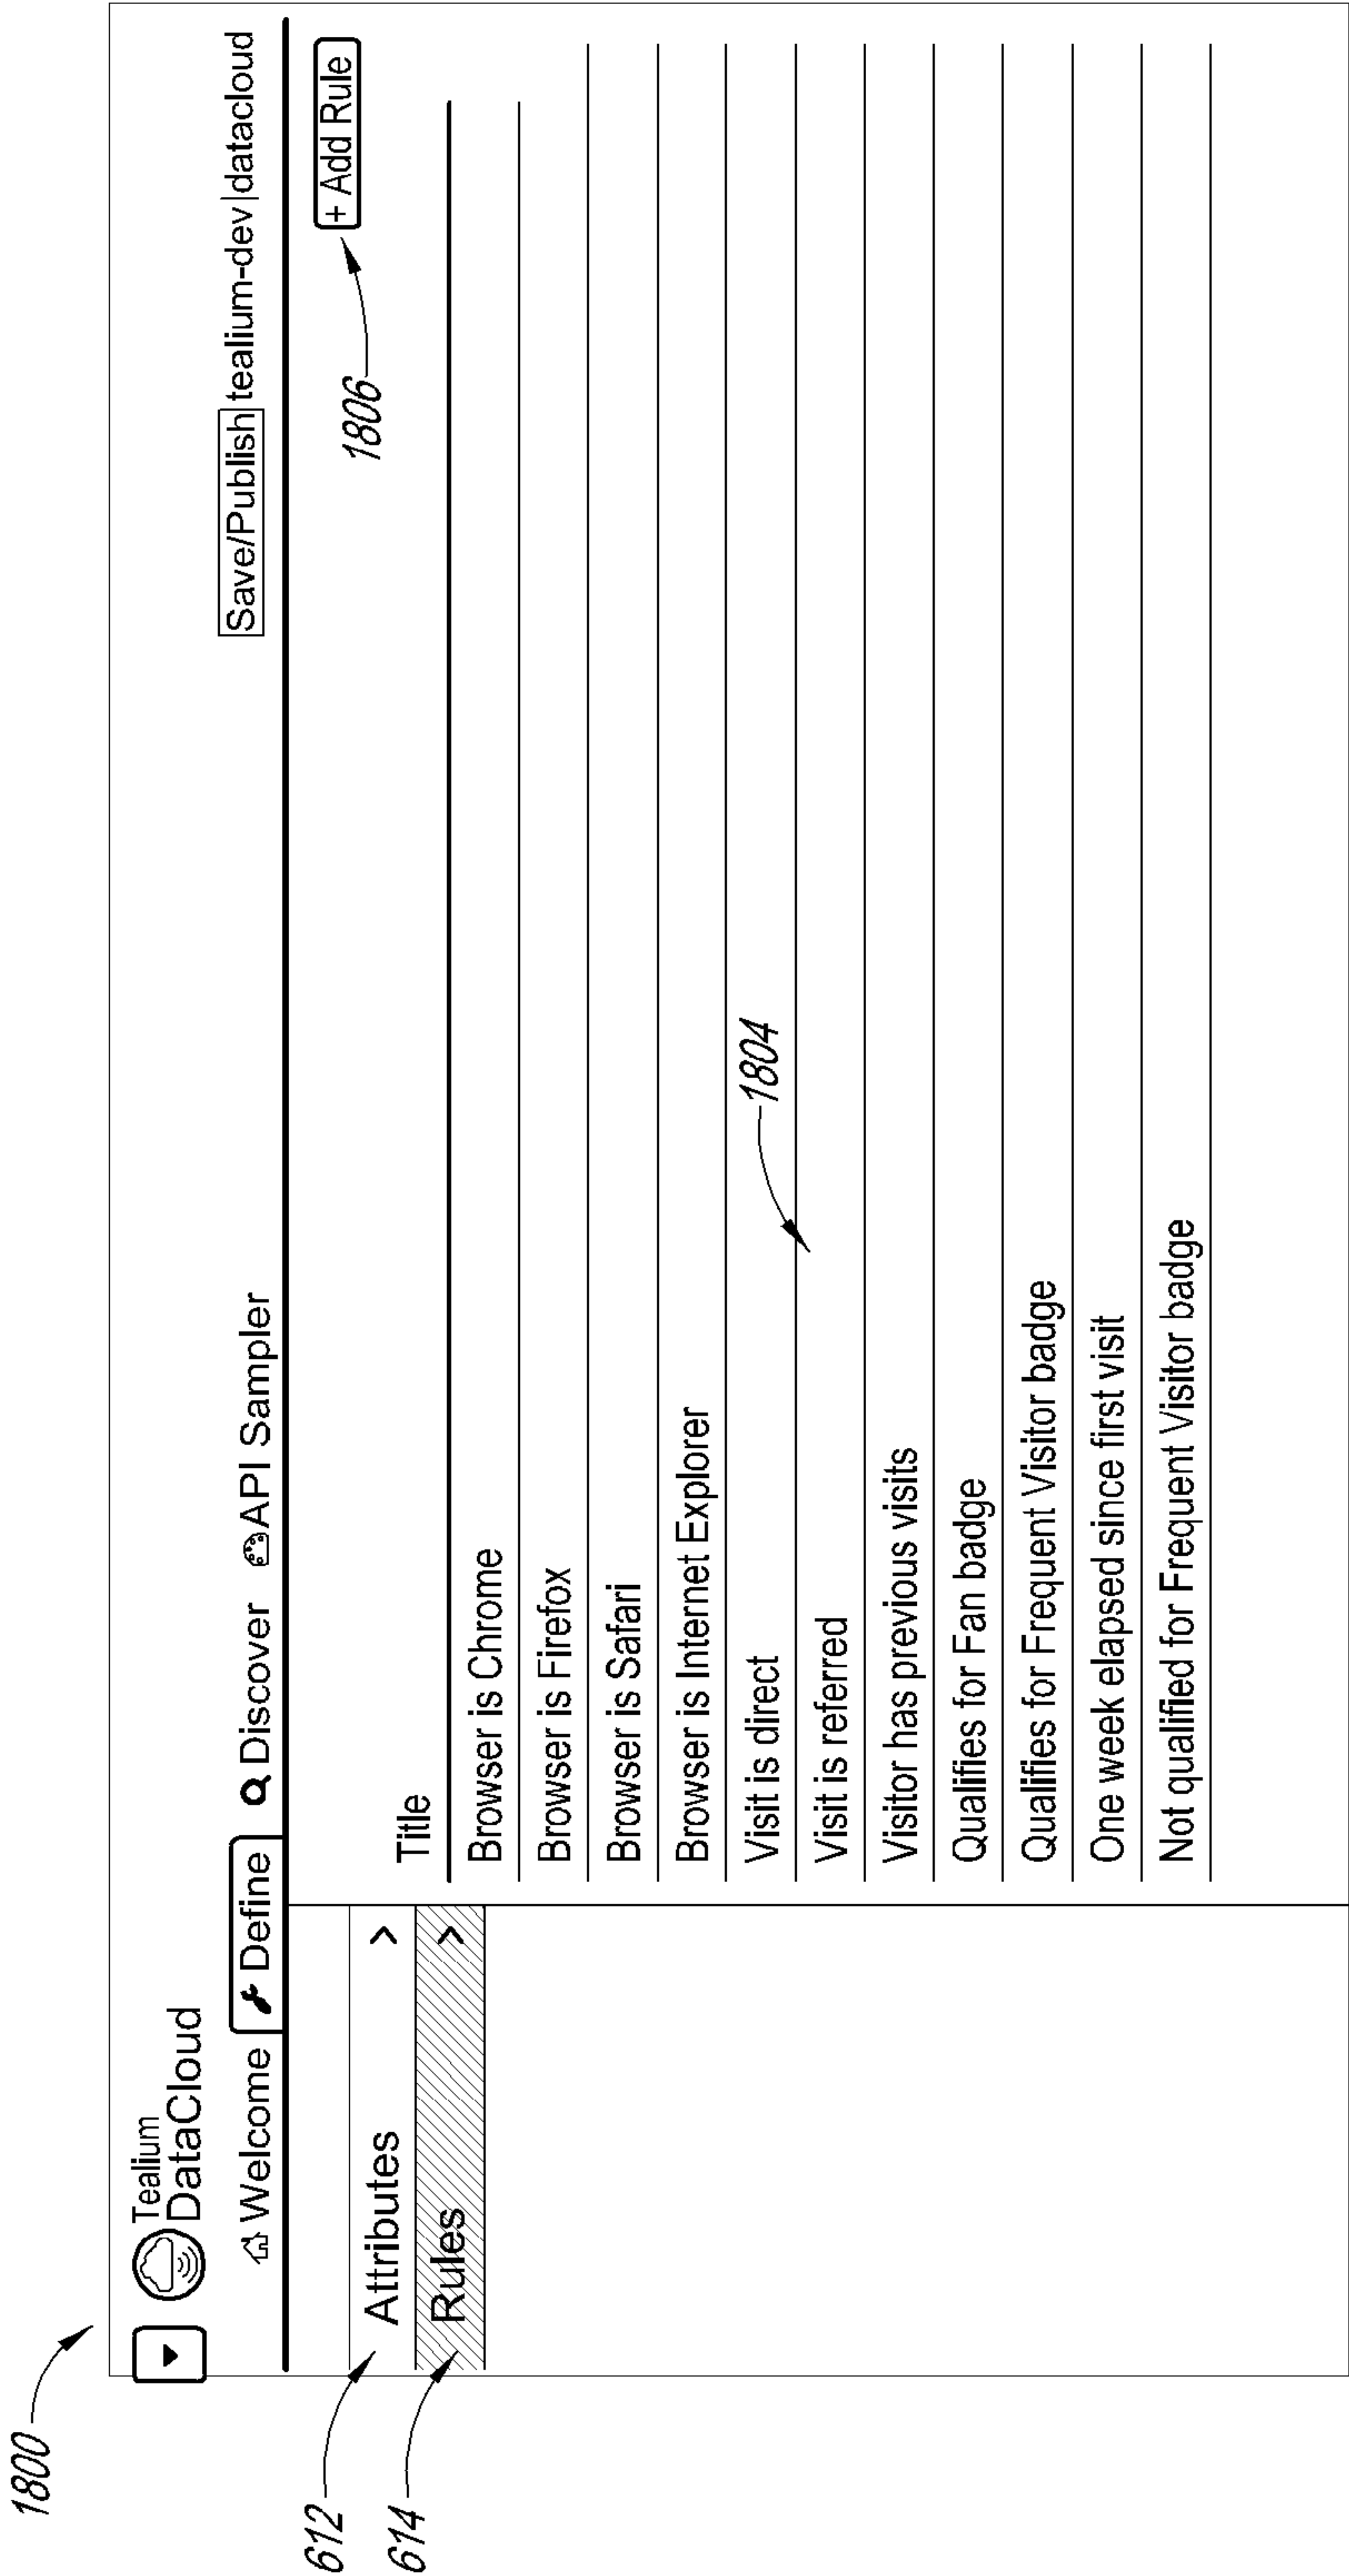 1800
Tealium
DataCloud
Welcome Define Discover API Sampler Save/Publish tealium-dev|datacloud
612
Attributes >
614
Rules >
+ Add Rule
1806
Title
Browser is Chrome
Browser is Firefox
Browser is Safari
Browser is Internet Explorer
Visit is direct
1804
Visit is referred
Visitor has previous visits
Qualifies for Fan badge
Qualifies for Frequent Visitor badge
One week elapsed since first visit
Not qualified for Frequent Visitor badge